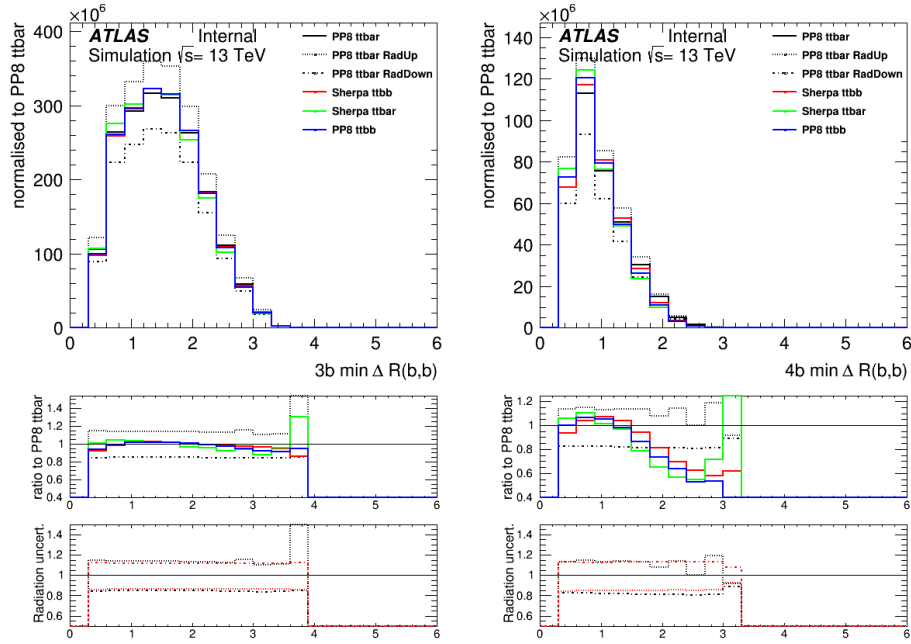 ×10⁶
ATLAS Internal
Simulation √s= 13 TeV
normalised to PP8 ttbar
400
300
200
100
0
PP8 ttbar
PP8 ttbar RadUp
PP8 ttbar RadDown
Sherpa ttbb
Sherpa ttbar
PP8 ttbb
0 1 2 3 4 5 6
3b min Δ R(b,b)
ratio to PP8 ttbar
1.4
1.2
1
0.8
0.6
0.4
0 1 2 3 4 5 6
Radiation uncert.
1.4
1.2
1
0.8
0.6
0 1 2 3 4 5 6
×10⁶
ATLAS Internal
Simulation √s= 13 TeV
normalised to PP8 ttbar
140
120
100
80
60
40
20
0
PP8 ttbar
PP8 ttbar RadUp
PP8 ttbar RadDown
Sherpa ttbb
Sherpa ttbar
PP8 ttbb
0 1 2 3 4 5 6
4b min Δ R(b,b)
ratio to PP8 ttbar
1.2
1
0.8
0.6
0.4
0 1 2 3 4 5 6
Radiation uncert.
1.4
1.2
1
0.8
0.6
0 1 2 3 4 5 6